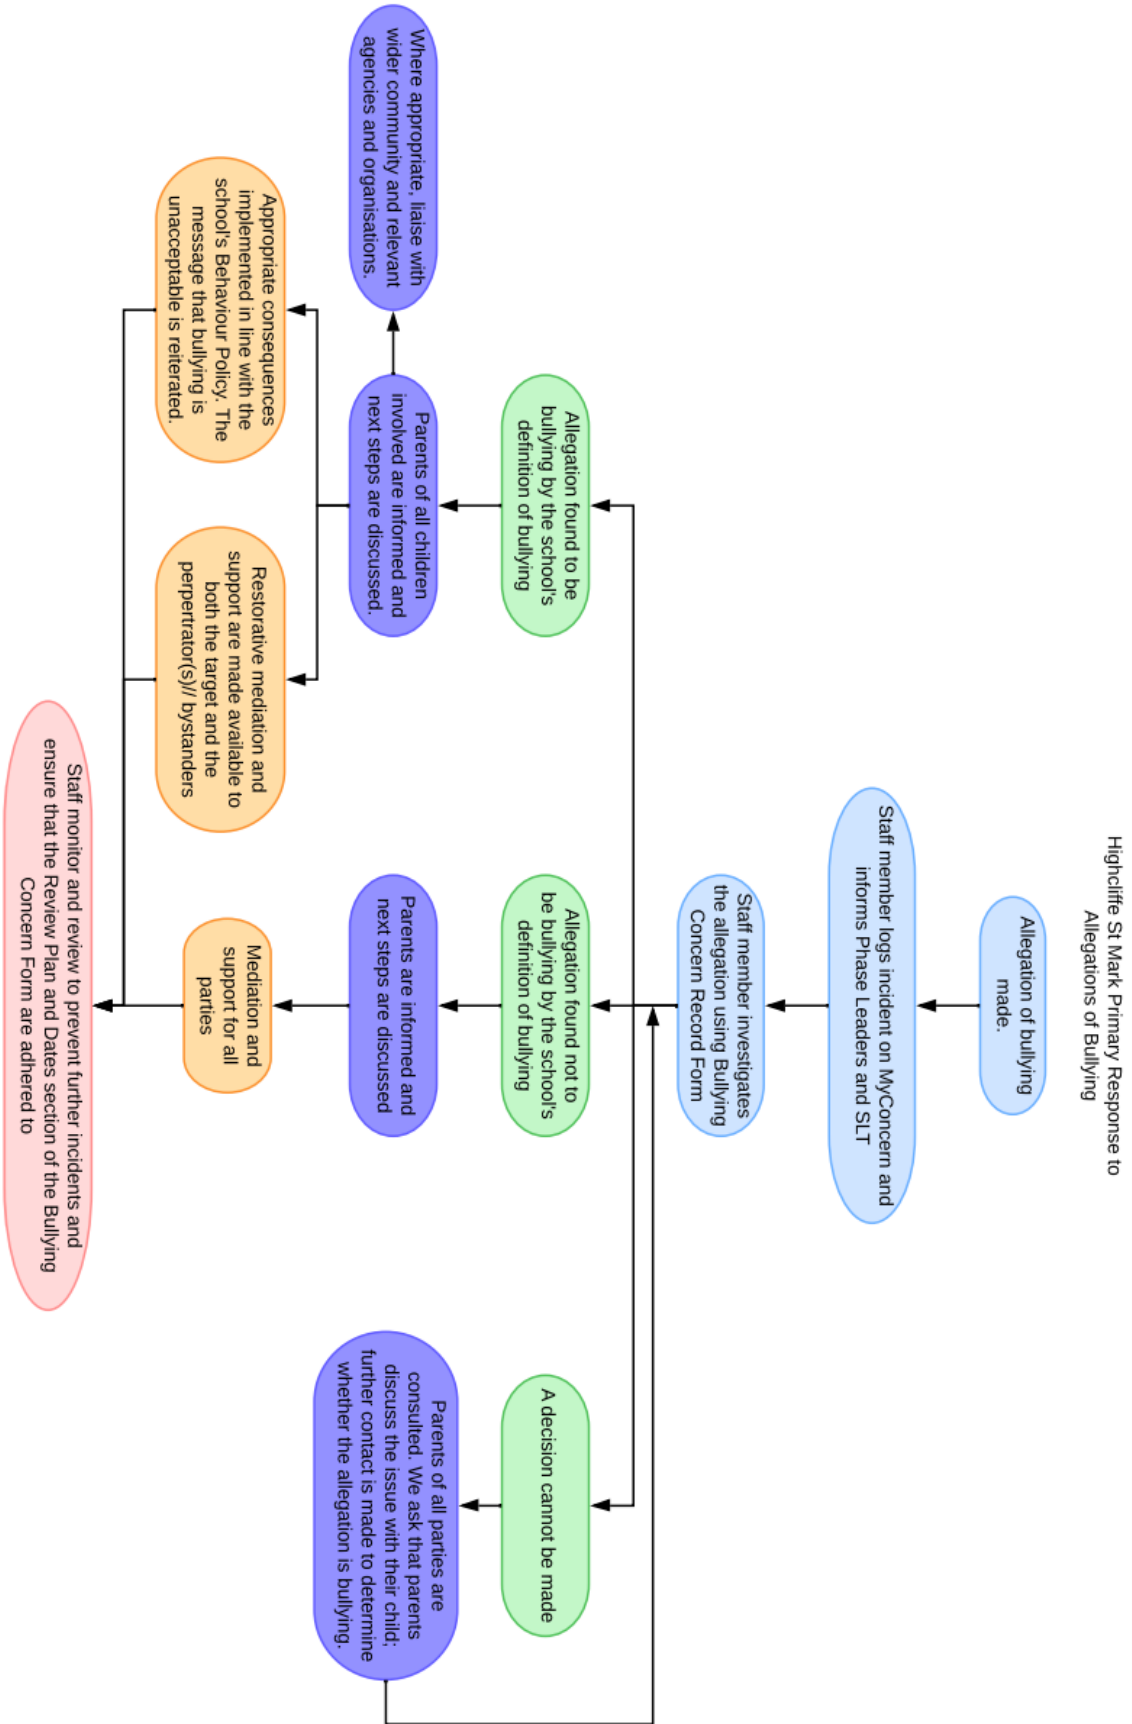 Highcliffe St Mark Primary Response to
Allegations of Bullying
Allegation of bullying
made.
Staff member logs incident on MyConcern and
informs Phase Leaders and SLT
Staff member investigates
the allegation using Bullying
Concern Record Form
Allegation found to be
bullying by the school's
definition of bullying
Allegation found not to
be bullying by the school's
definition of bullying
A decision cannot be made
Where appropriate, liaise with
wider community and relevant
agencies and organisations.
Parents of all children
involved are informed and
next steps are discussed.
Parents are informed and
next steps are discussed
Parents of all parties are
consulted. We ask that parents
discuss the issue with their child;
further contact is made to determine
whether the allegation is bullying.
Appropriate consequences
implemented in line with the
school's Behaviour Policy. The
message that bullying is
unacceptable is reiterated.
Restorative mediation and
support are made available to
both the target and the
perpertrator(s)// bystanders
Mediation and
support for all
parties
Staff monitor and review to prevent further incidents and
ensure that the Review Plan and Dates section of the Bullying
Concern Form are adhered to